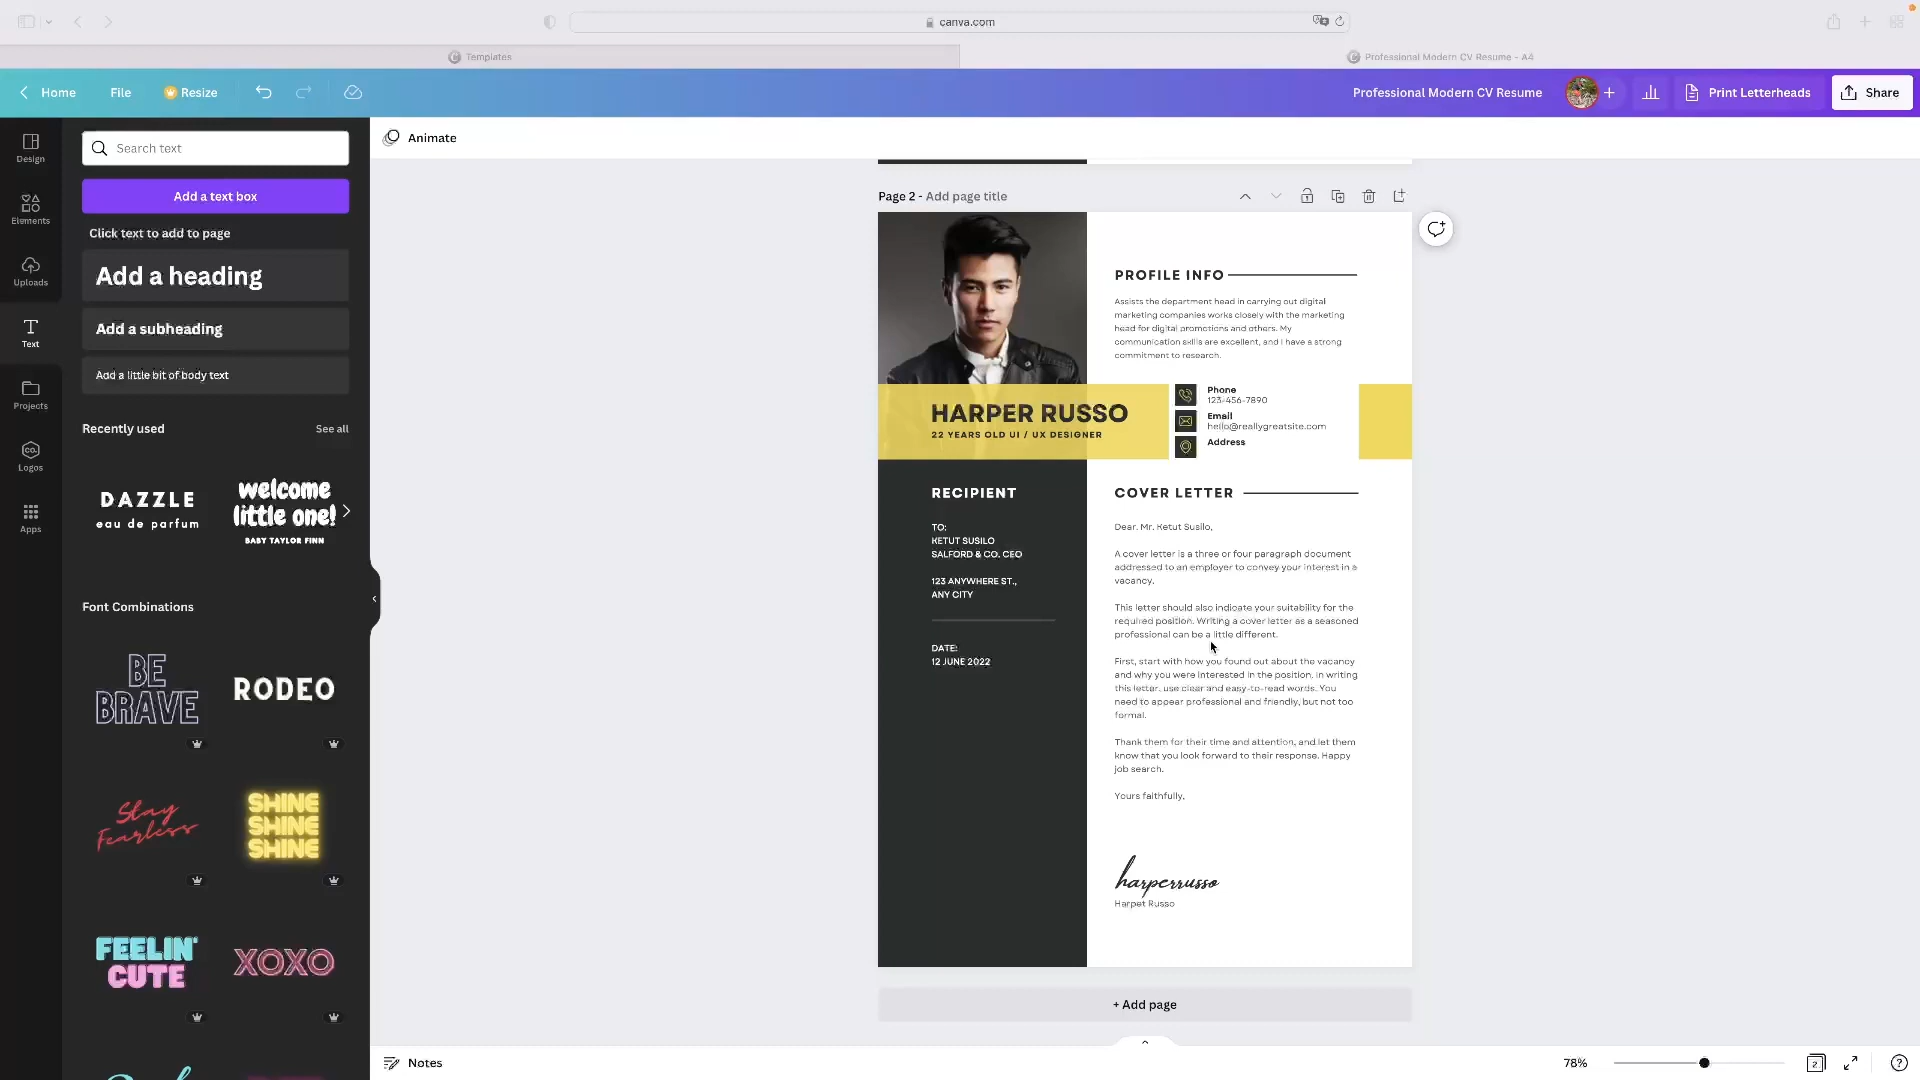 canva.com
Templates
Professional Modern CV Resume - A4
Home
File
Resize
Professional Modern CV Resume
Print Letterheads
Share
Design
Elements
Uploads
Text
Projects
Logos
Apps
Search text
Add a text box
Click text to add to page
Add a heading
Add a subheading
Add a little bit of body text
Recently used
See all
DAZZLE
eau de parfum
welcome
little one!
BABY TAYLOR FINN
Font Combinations
BE
BRAVE
RODEO
Stay
Fearless
SHINE
SHINE
SHINE
FEELIN'
CUTE
XOXO
Animate
Page 2 - Add page title
PROFILE INFO
Assists the department head in carrying out digital
marketing companies works closely with the marketing
head for digital promotions and others. My
communication skills are excellent, and I have a strong
commitment to research.
HARPER RUSSO
22 YEARS OLD UI / UX DESIGNER
Phone
123-456-7890
Email
hello@reallygreatsite.com
Address
RECIPIENT
TO:
KETUT SUSILO
SALFORD & CO. CEO
123 ANYWHERE ST.,
ANY CITY
DATE:
12 JUNE 2022
COVER LETTER
Dear. Mr. Ketut Susilo,
A cover letter is a three or four paragraph document
addressed to an employer to convey your interest in a
vacancy.
This letter should also indicate your suitability for the
required position. Writing a cover letter as a seasoned
professional can be a little different.
First, start with how you found out about the vacancy
and why you were interested in the position. In writing
this letter, use clear and easy-to-read words. You
need to appear professional and friendly, but not too
formal.
Thank them for their time and attention, and let them
know that you look forward to their response. Happy
job search.
Yours faithfully,
harperrusso
Harpet Russo
+ Add page
Notes
78%
2